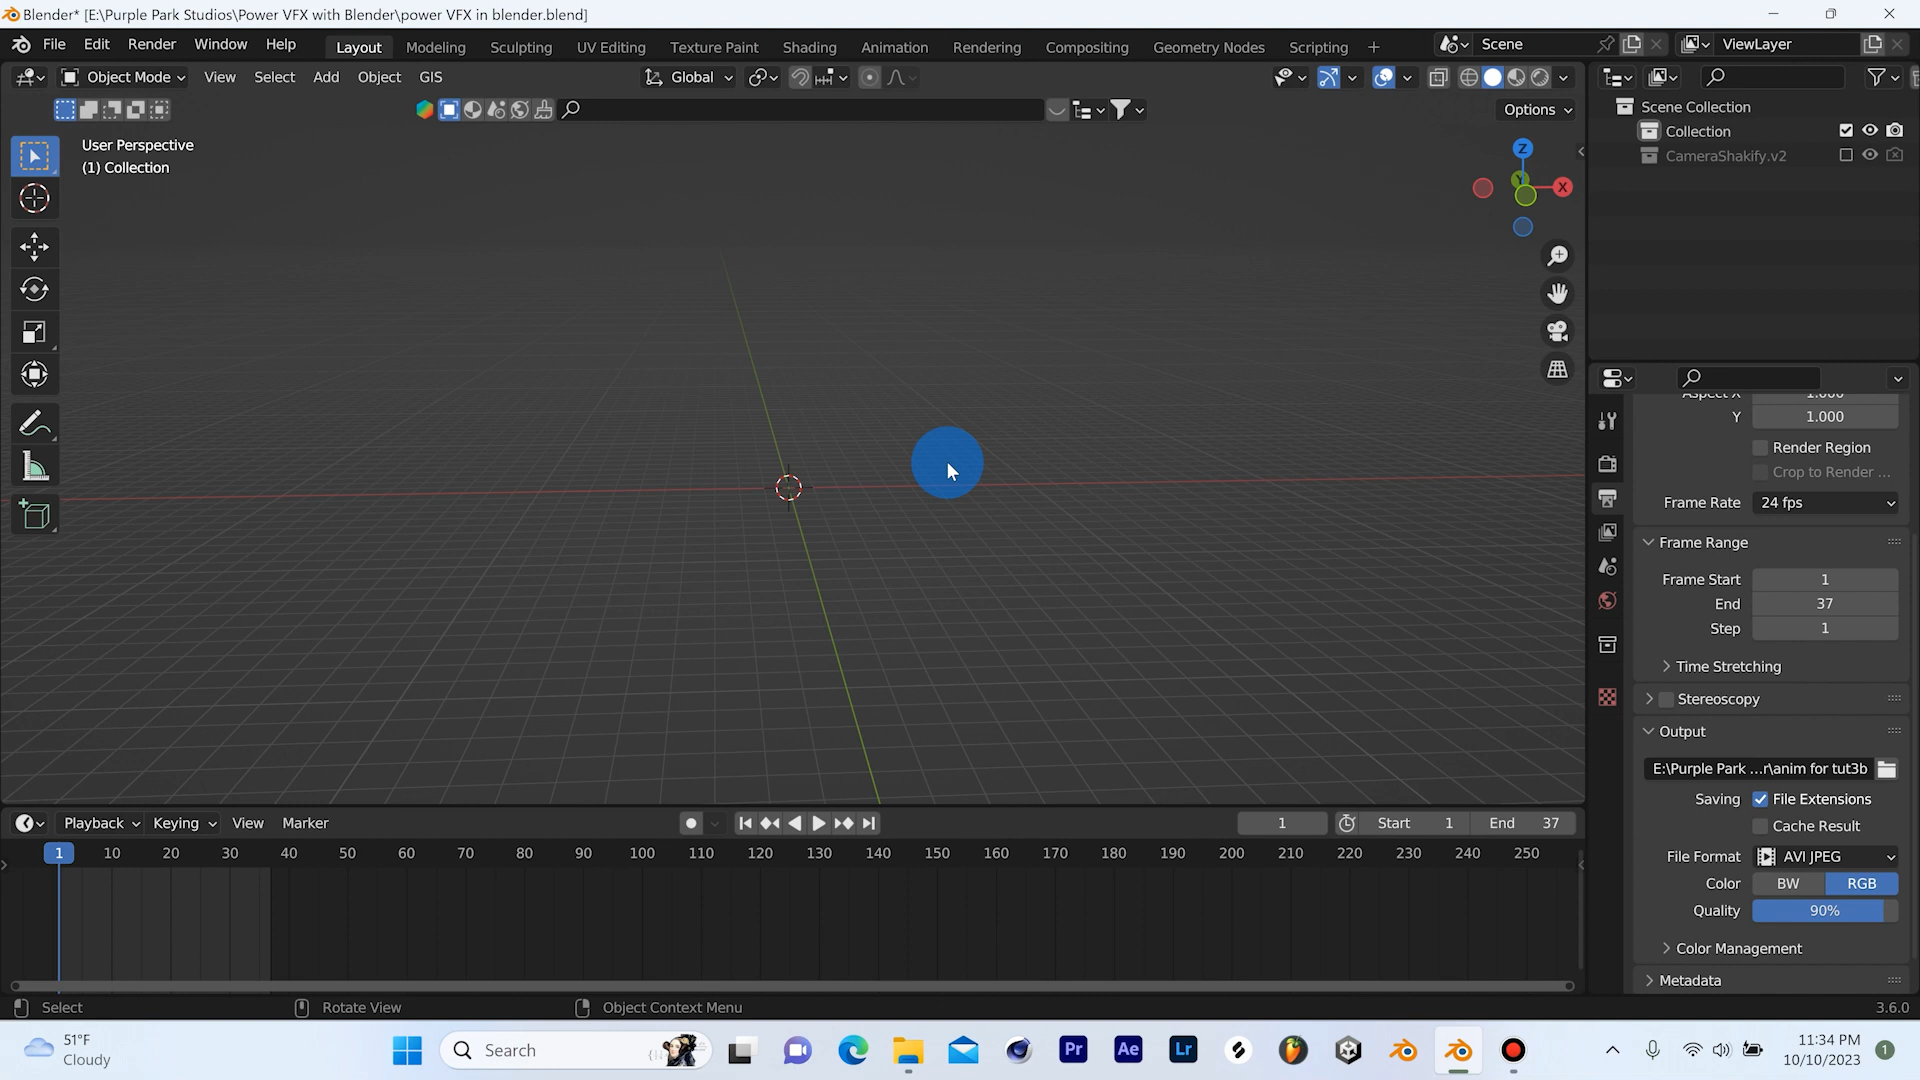 Blender* [E:\Purple Park Studios\Power VFX with Blender\power VFX in blender.blend]
File Edit Render Window Help Layout Modeling Sculpting UV Editing Texture Paint Shading Animation Rendering Compositing Geometry Nodes Scripting + Scene ViewLayer
Object Mode View Select Add Object GIS Global
Options
User Perspective
(1) Collection
Z
Y
X
Scene Collection
Collection
CameraShakify.v2
Aspect X 1.000
Y 1.000
Render Region
Crop to Render ...
Frame Rate 24 fps
Frame Range
Frame Start 1
End 37
Step 1
Time Stretching
Stereoscopy
Output
E:\Purple Park ...r\anim for tut3b
Saving File Extensions
Cache Result
File Format AVI JPEG
Color BW RGB
Quality 90%
Color Management
Metadata
Playback Keying View Marker 1 Start 1 End 37
1 10 20 30 40 50 60 70 80 90 100 110 120 130 140 150 160 170 180 190 200 210 220 230 240 250
Select Rotate View Object Context Menu 3.6.0
51°F
Cloudy
Search
Pr Ae Lr
11:34 PM
10/10/2023
1